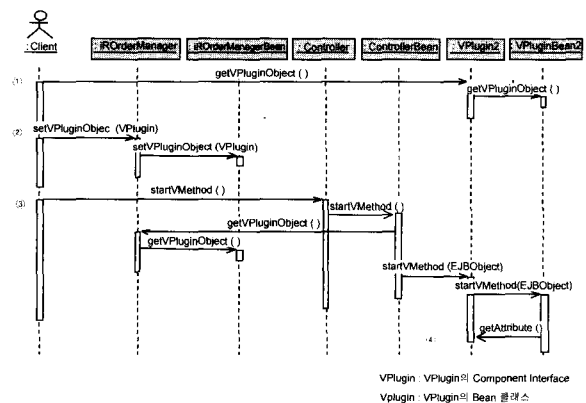 : Client
: iROrderManager
: iROrderManagerBean
: Controller
: ControllerBean
: VPlugin2
: VPluginBean2
(1)
getVPluginObject ( )
getVPluginObject ( )
(2)
setVPluginObjec (VPlugin)
setVPluginObject (VPlugin)
(3)
startVMethod ( )
startVMethod ( )
getVPluginObject ( )
getVPluginObject ( )
startVMethod (EJBObject)
startVMethod(EJBObject)
(4)
getAttribute ( )
VPlugin : VPlugin의 Component Interface
Vplugin : VPlugin의 Bean 클래스